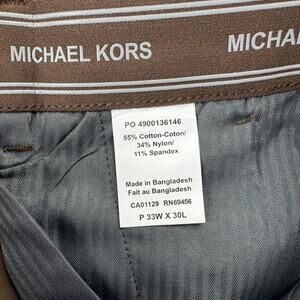 MICHAEL KORS MICHA
PO 4900136146
55% Cotton-Coton/
34% Nylon/
11% Spandex
Made in Bangladesh
Fait au Bangladesh
CA01129 RN69456
P 33W X 30L